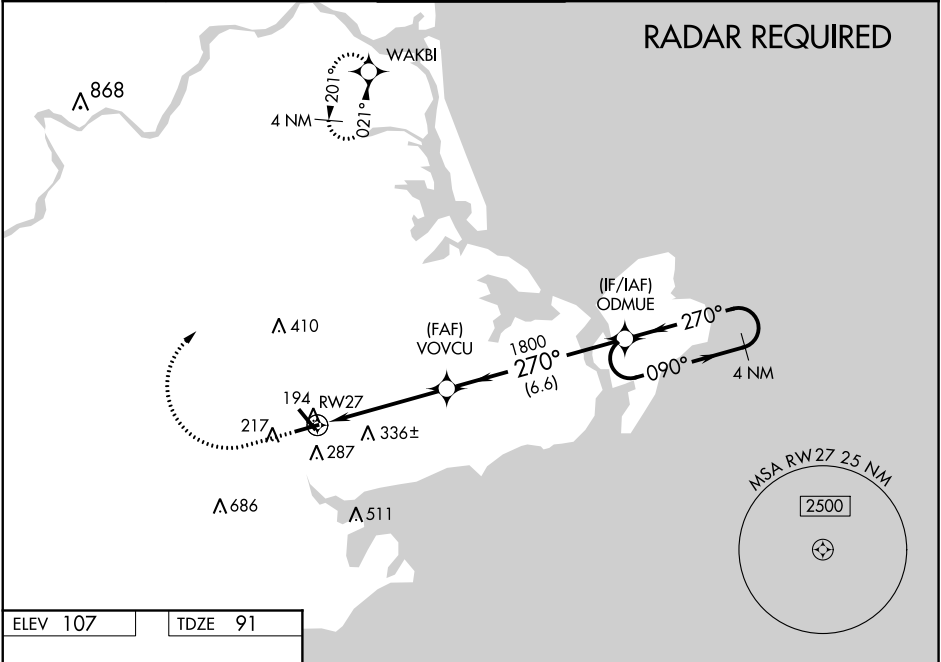 RADAR REQUIRED
WAKBI
868
201°
021°
4 NM
(IF/IAF)
ODMUE
270°
090°
4 NM
410
(FAF)
VOVCU
1800
270°
(6.6)
194
RW27
217
336±
287
686
511
MSA RW27 25 NM
2500
ELEV 107
TDZE 91